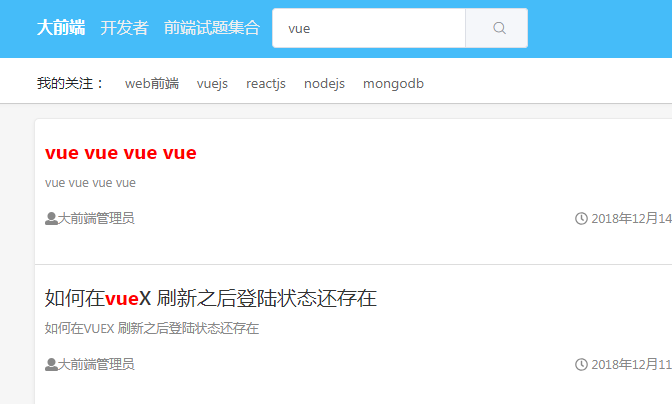 大前端 开发者 前端试题集合 vue
我的关注： web前端 vuejs reactjs nodejs mongodb
vue vue vue vue
vue vue vue vue
大前端管理员 2018年12月14
如何在vueX 刷新之后登陆状态还存在
如何在VUEX 刷新之后登陆状态还存在
大前端管理员 2018年12月11